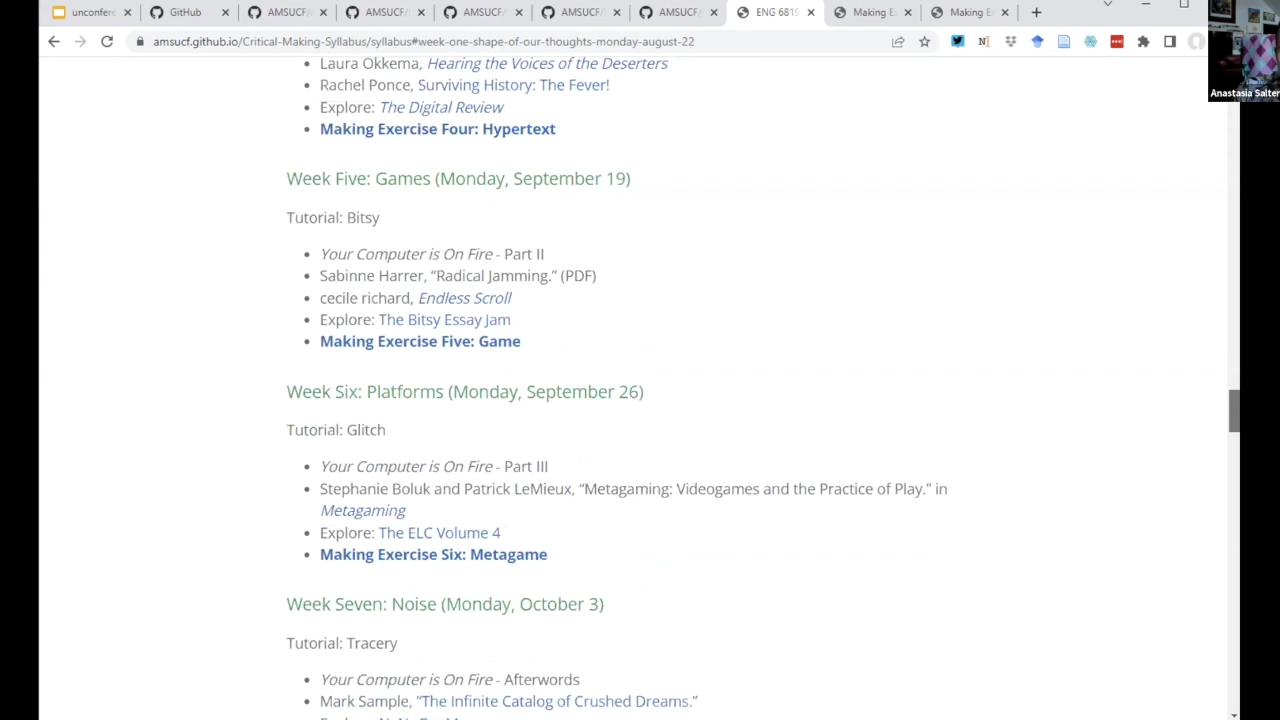 unconfere
GitHub
AMSUCF/
AMSUCF/
AMSUCF/
AMSUCF/
AMSUCF/
ENG 6819
Making E
Making E
amsucf.github.io/Critical-Making-Syllabus/syllabus#week-one-shape-of-our-thoughts-monday-august-22
Anastasia Salter
Laura Okkema, Hearing the Voices of the Deserters
Rachel Ponce, Surviving History: The Fever!
Explore: The Digital Review
Making Exercise Four: Hypertext
Week Five: Games (Monday, September 19)
Tutorial: Bitsy
Your Computer is On Fire - Part II
Sabinne Harrer, “Radical Jamming.” (PDF)
cecile richard, Endless Scroll
Explore: The Bitsy Essay Jam
Making Exercise Five: Game
Week Six: Platforms (Monday, September 26)
Tutorial: Glitch
Your Computer is On Fire - Part III
Stephanie Boluk and Patrick LeMieux, “Metagaming: Videogames and the Practice of Play.” in
Metagaming
Explore: The ELC Volume 4
Making Exercise Six: Metagame
Week Seven: Noise (Monday, October 3)
Tutorial: Tracery
Your Computer is On Fire - Afterwords
Mark Sample, “The Infinite Catalog of Crushed Dreams.”